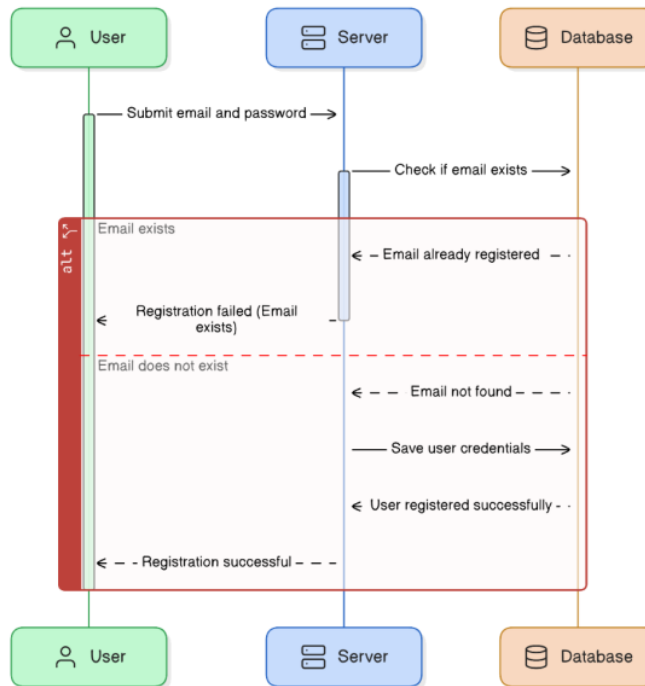 User
Server
Database
Submit email and password
Check if email exists
alt
Email exists
Email already registered
Registration failed (Email
exists)
Email does not exist
Email not found
Save user credentials
User registered successfully
Registration successful
User
Server
Database